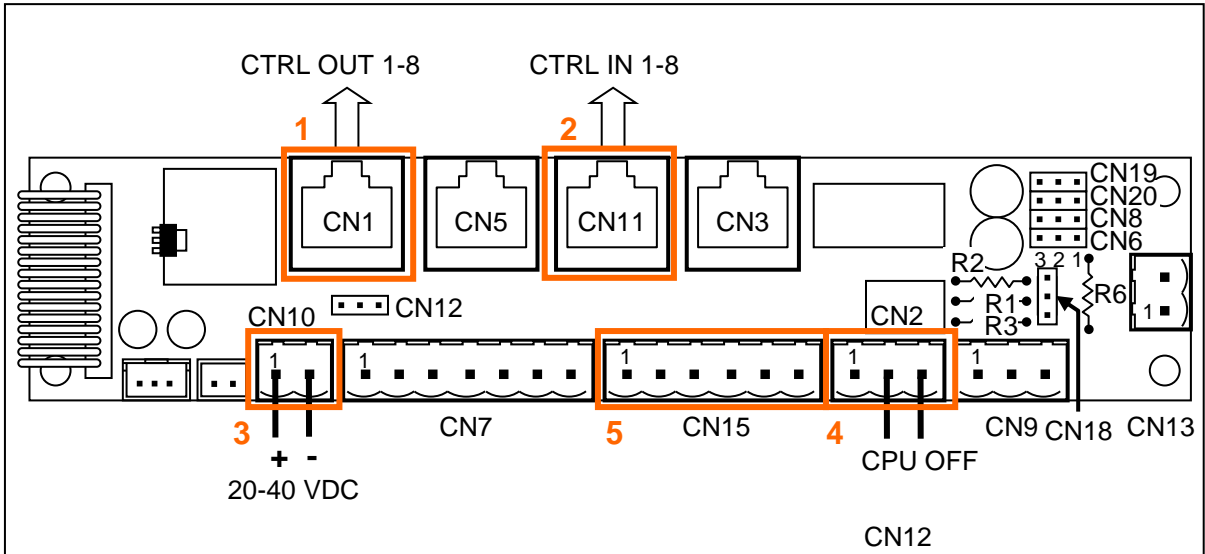 CTRL OUT 1-8 CTRL IN 1-8
1 2
CN1 CN5 CN11 CN3
CN19
CN20
CN8
CN6
R2 3 2 1
R1 R6
R3
CN12
CN10 CN2
1 1 1 1 1 1
3 CN7 5 CN15 4 CN9 CN18 CN13
+ -
20-40 VDC
CPU OFF
CN12